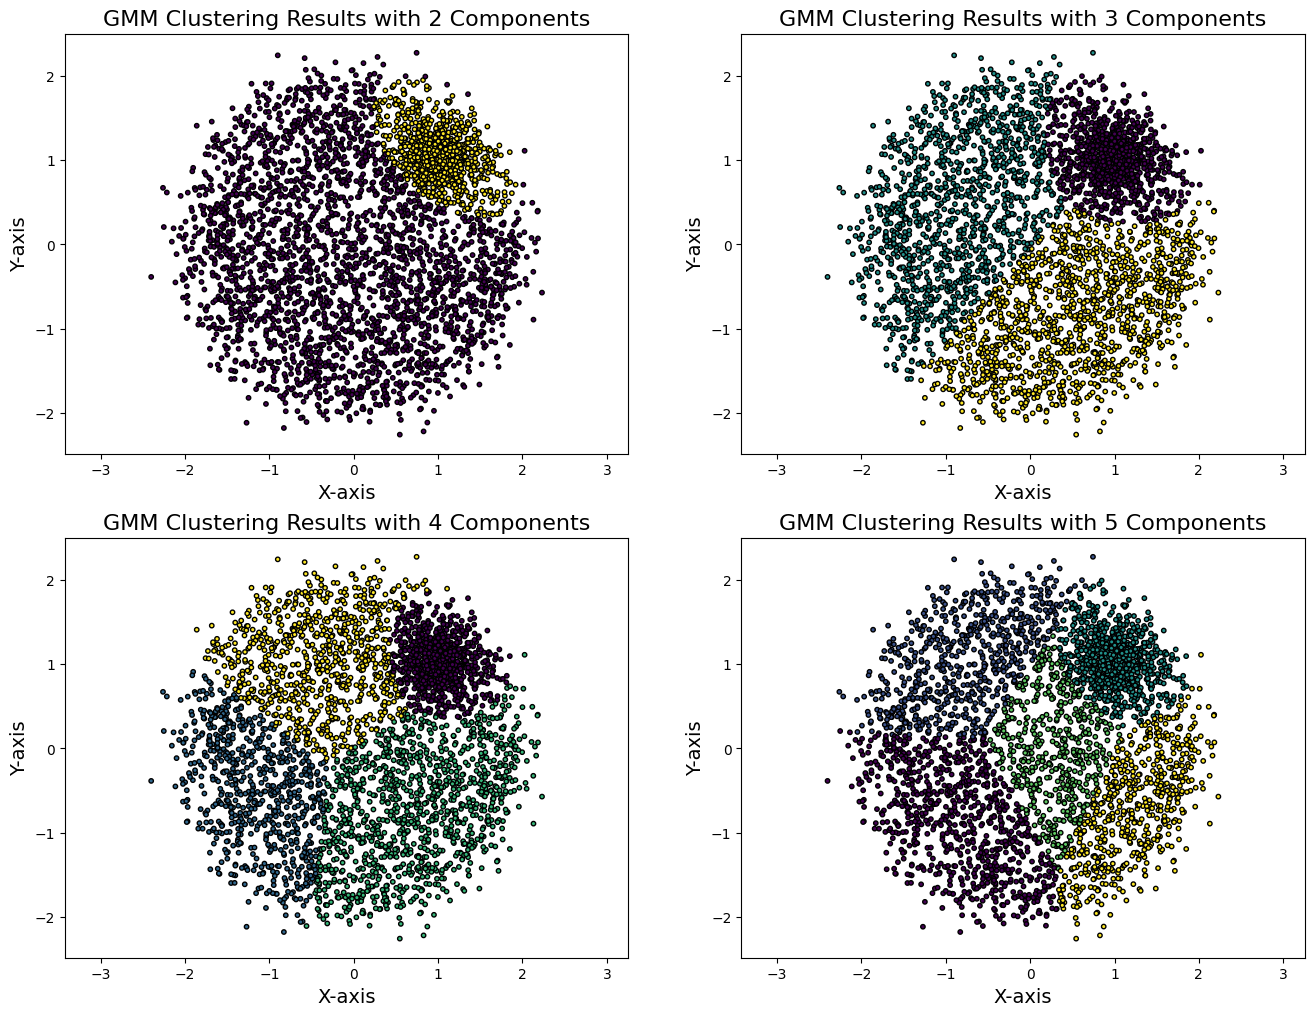 GMM Clustering Results with 2 Components
Y-axis
2
1
0
−1
−2
−3 −2 −1 0 1 2 3
X-axis
GMM Clustering Results with 3 Components
Y-axis
2
1
0
−1
−2
−3 −2 −1 0 1 2 3
X-axis
GMM Clustering Results with 4 Components
Y-axis
2
1
0
−1
−2
−3 −2 −1 0 1 2 3
X-axis
GMM Clustering Results with 5 Components
Y-axis
2
1
0
−1
−2
−3 −2 −1 0 1 2 3
X-axis